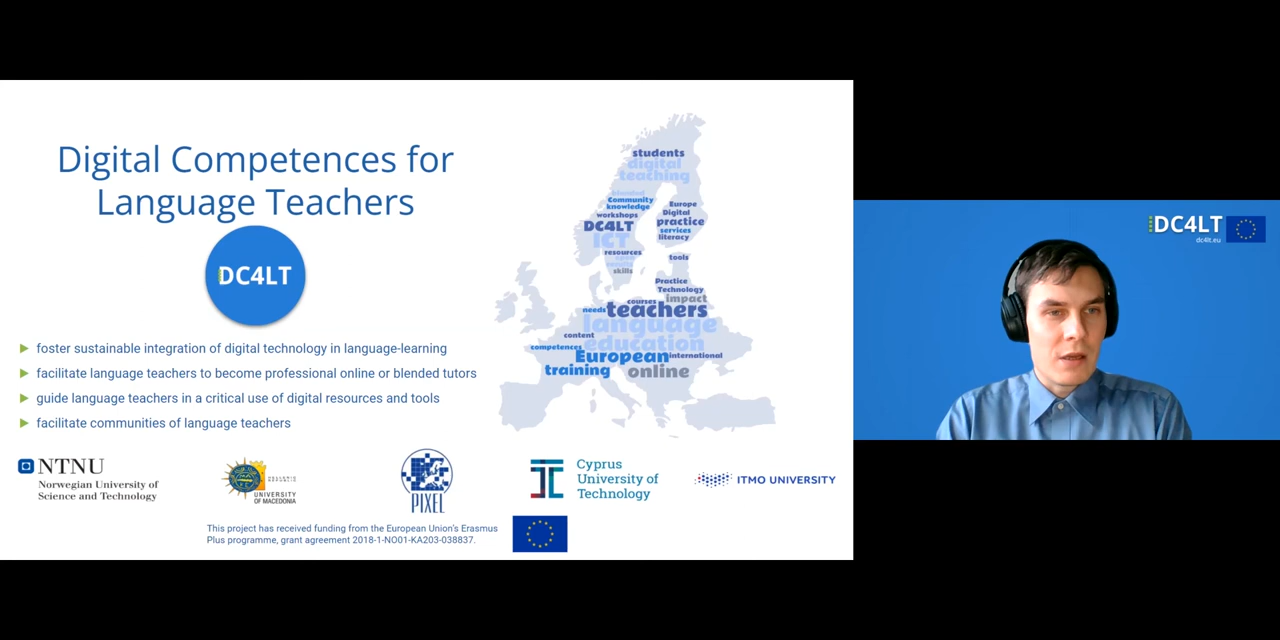 Digital Competences for
Language Teachers
DC4LT
foster sustainable integration of digital technology in language-learning
facilitate language teachers to become professional online or blended tutors
guide language teachers in a critical use of digital resources and tools
facilitate communities of language teachers
students
digital
teaching
blended
Community
knowledge
workshops
DC4LT
ICT
resources
skills
Europe
Digital
practice
services
literacy
tools
Practice
Technology
courses
impact
needs
teachers
language
content
education
competences
European
international
training
online
NTNU
Norwegian University of
Science and Technology
UNIVERSITY
OF MACEDONIA
PIXEL
Cyprus
University of
Technology
ITMO UNIVERSITY
This project has received funding from the European Union's Erasmus
Plus programme, grant agreement 2018-1-NO01-KA203-038837.
DC4LT
dc4lt.eu